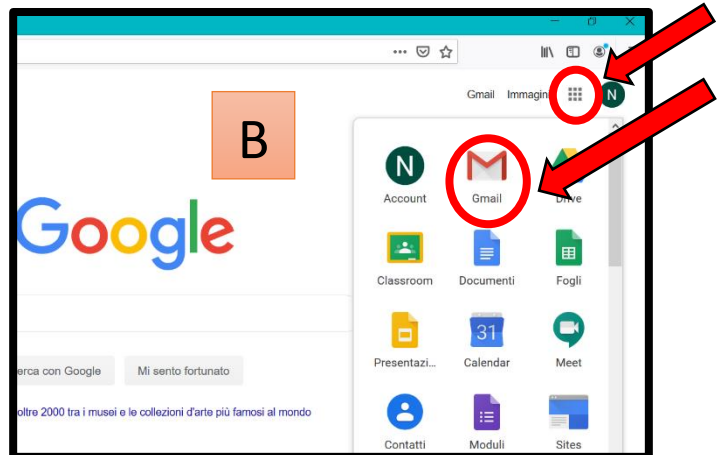 Gmail Immagini N
B
N
Account Gmail Drive
Google
Classroom Documenti Fogli
31
Presentazi... Calendar Meet
erca con Google Mi sento fortunato
oltre 2000 tra i musei e le collezioni d'arte più famosi al mondo
Contatti Moduli Sites